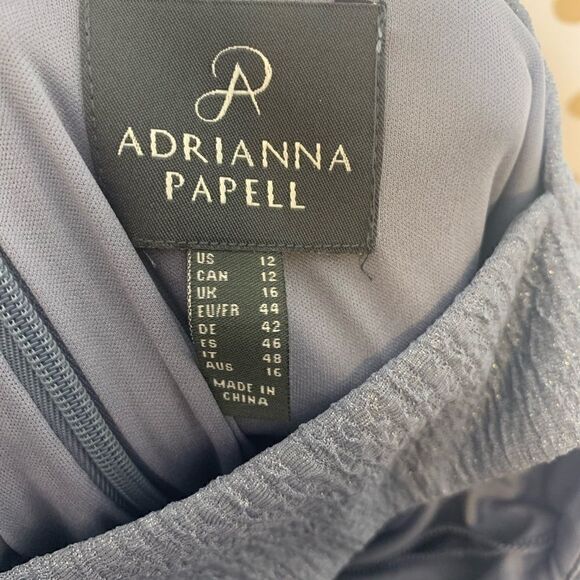 ADRIANNA
PAPELL
US 12
CAN 12
UK 16
EU/FR 44
DE 42
ES 46
IT 48
AUS 16
MADE IN
CHINA